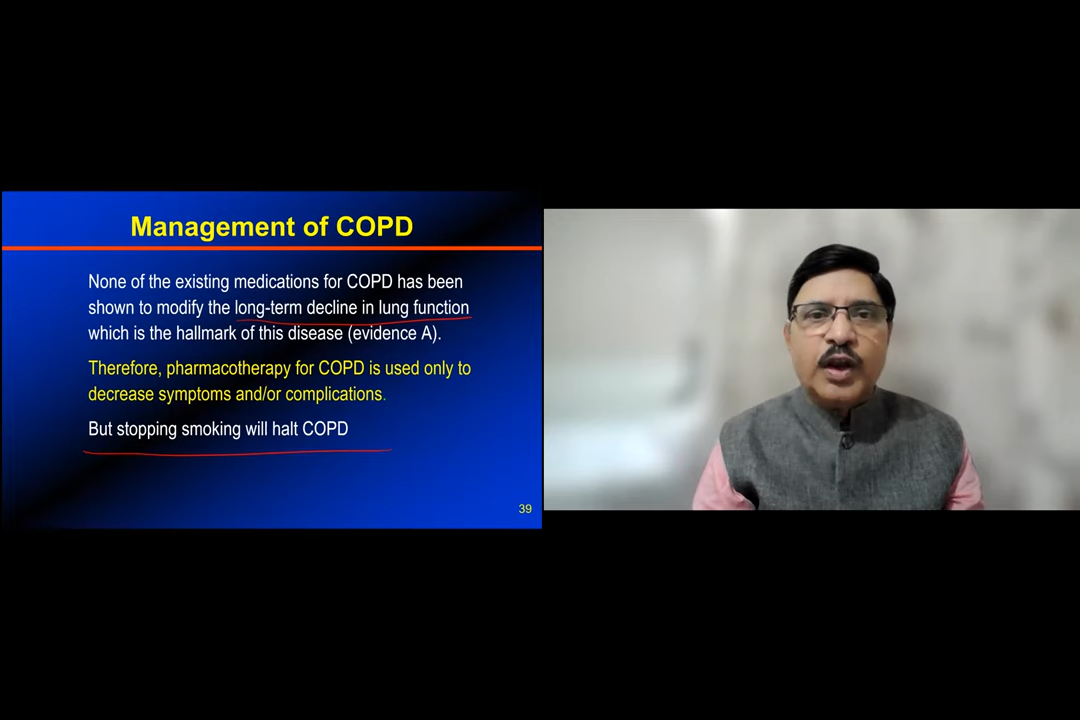 Management of COPD
None of the existing medications for COPD has been
shown to modify the long-term decline in lung function
which is the hallmark of this disease (evidence A).
Therefore, pharmacotherapy for COPD is used only to
decrease symptoms and/or complications.
But stopping smoking will halt COPD
39